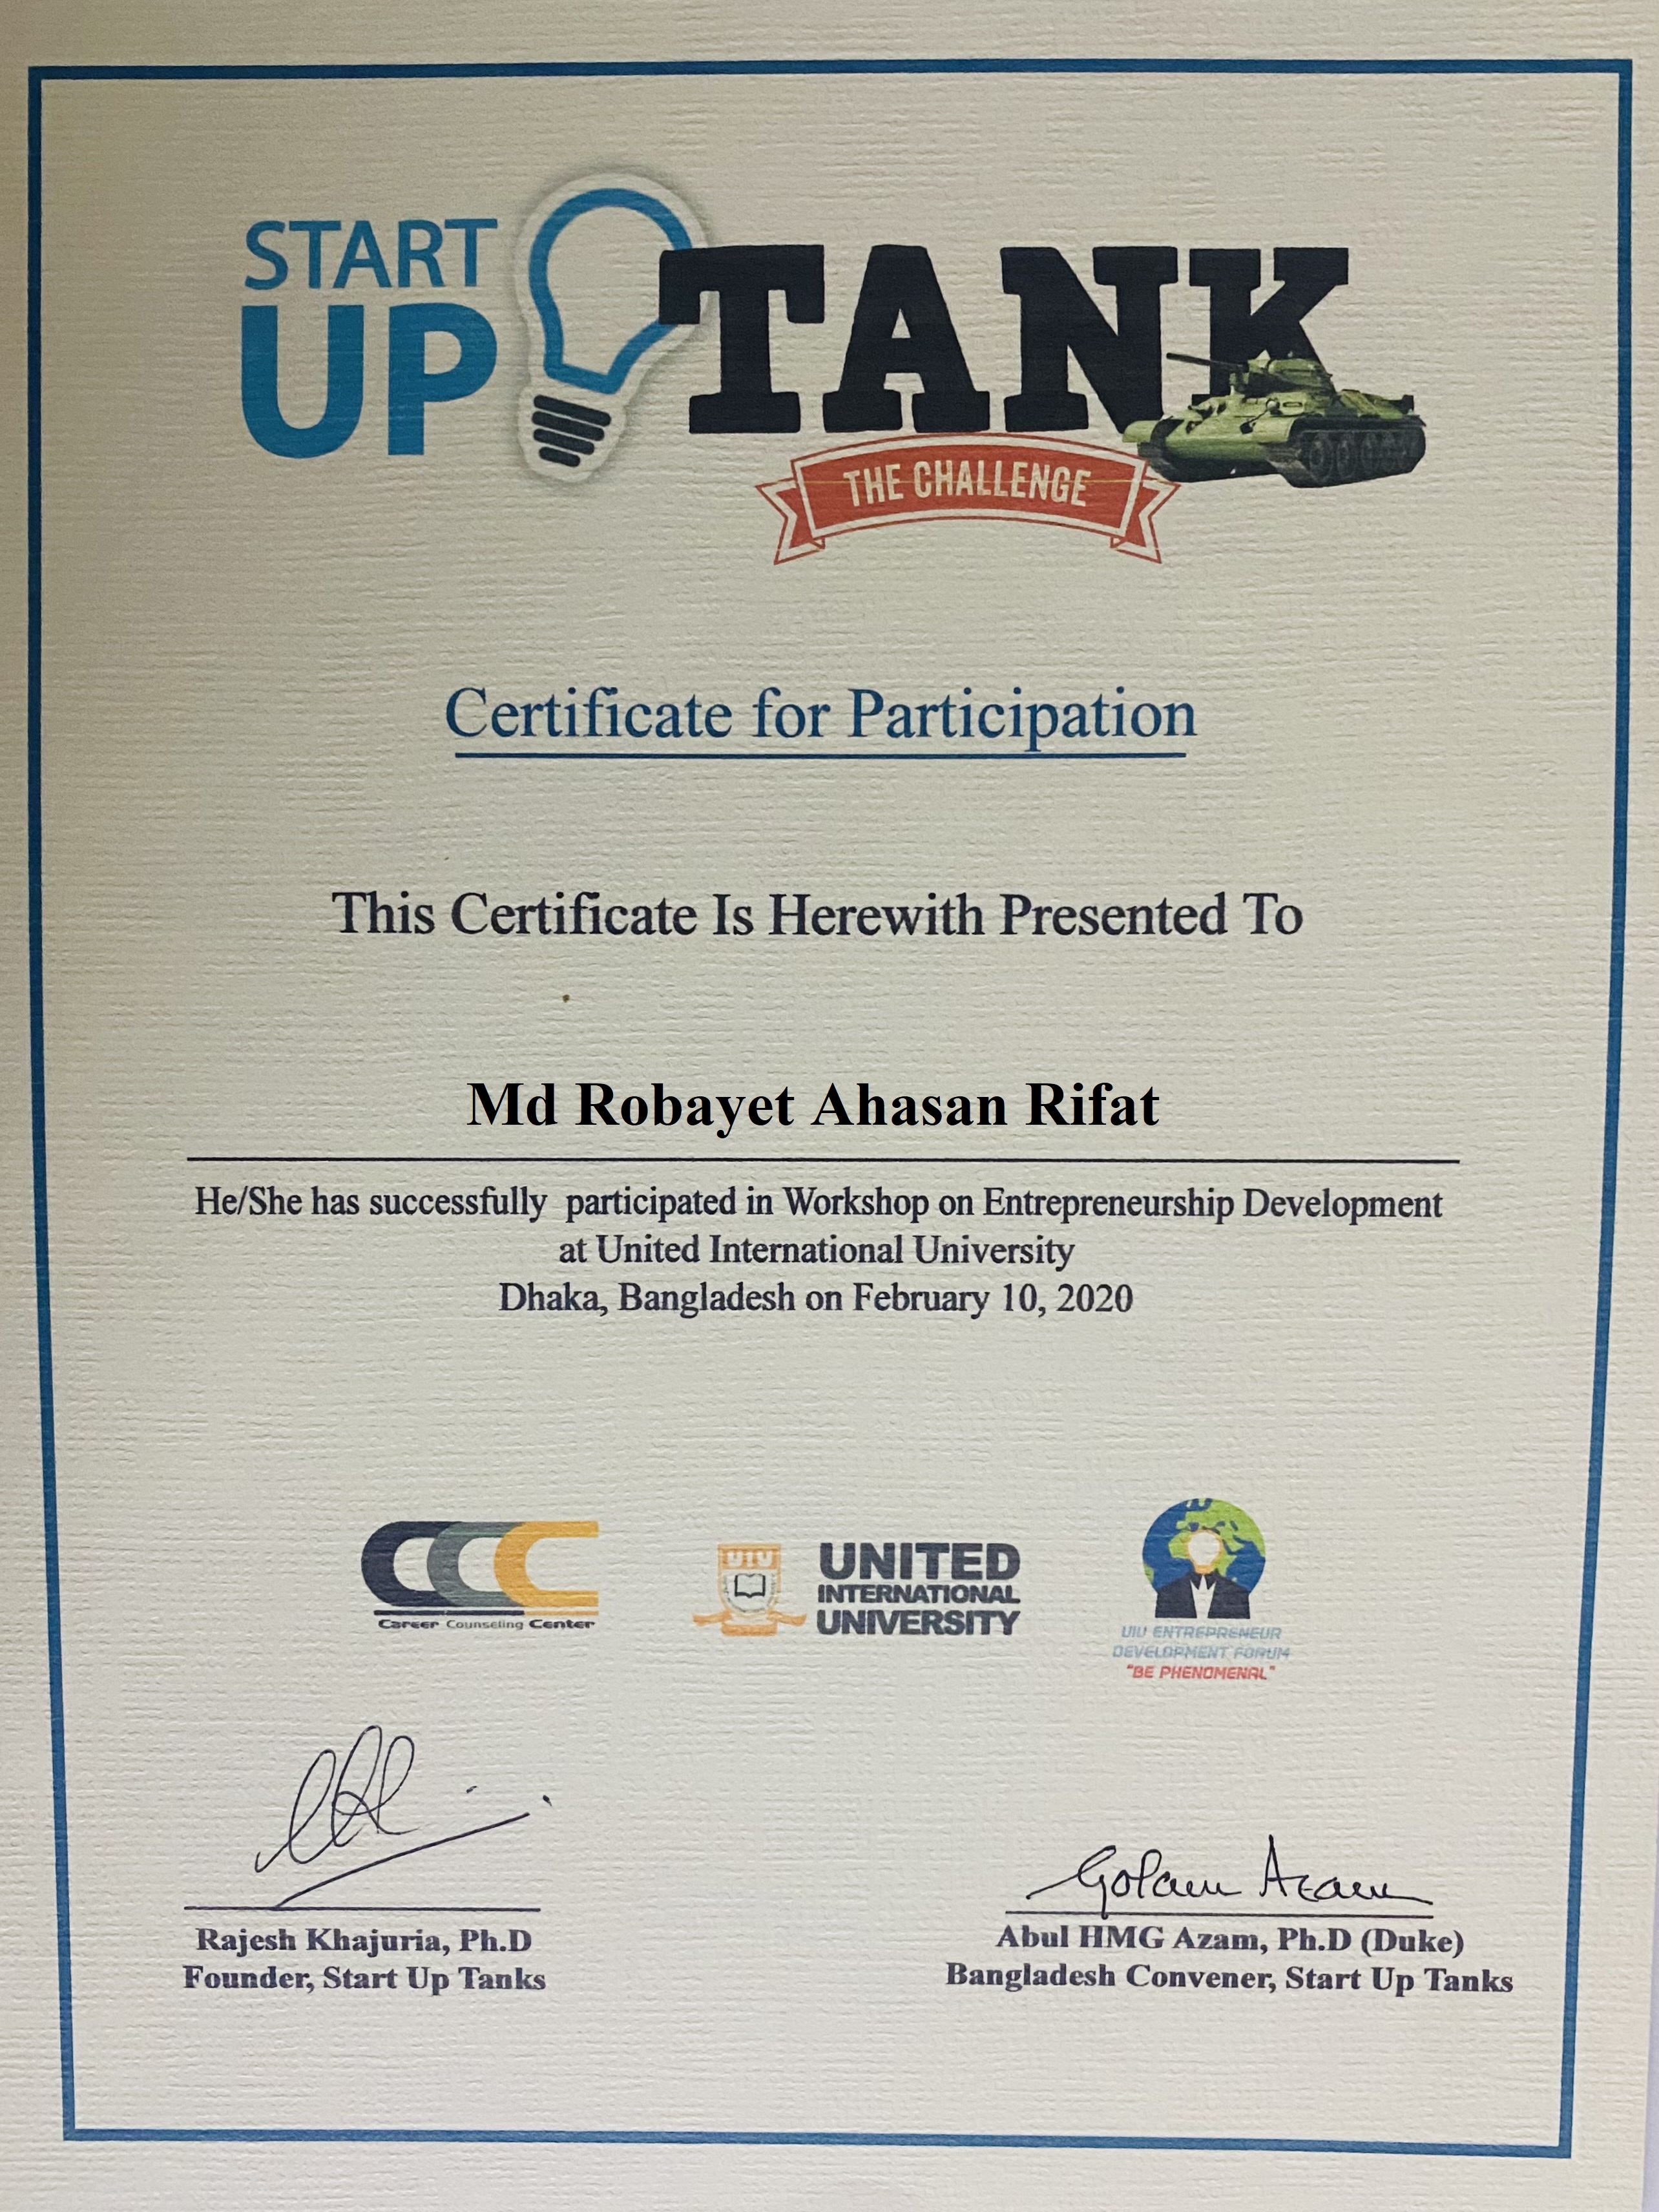 START
UP
TANK
THE CHALLENGE
Certificate for Participation
This Certificate Is Herewith Presented To
Md Robayet Ahasan Rifat
He/She has successfully participated in Workshop on Entrepreneurship Development
at United International University
Dhaka, Bangladesh on February 10, 2020
CCC
Career Counseling Center
UIU
UNITED
INTERNATIONAL
UNIVERSITY
UIU ENTREPRENEUR
DEVELOPMENT FORUM
"BE PHENOMENAL"
Golam Azam
Rajesh Khajuria, Ph.D
Founder, Start Up Tanks
Abul HMG Azam, Ph.D (Duke)
Bangladesh Convener, Start Up Tanks